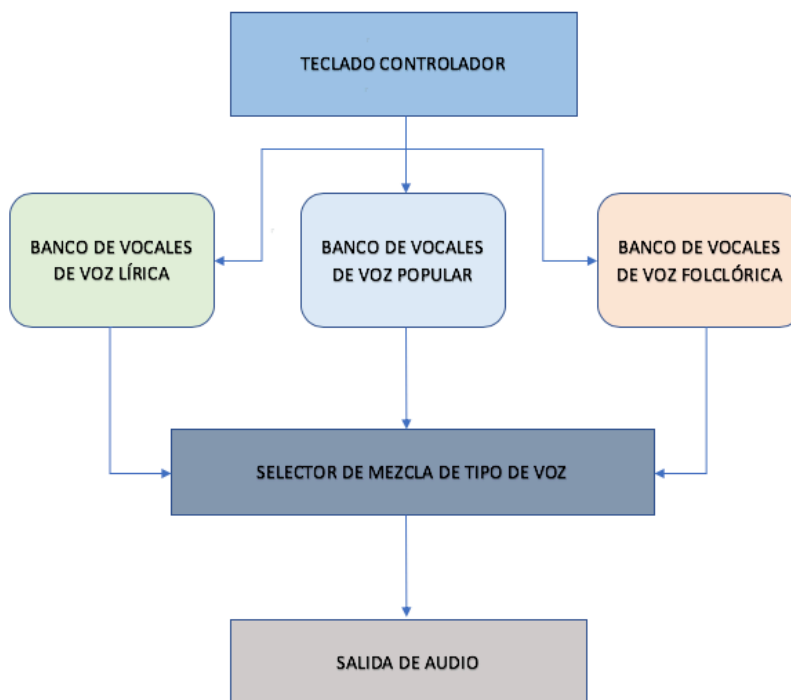 TECLADO CONTROLADOR
BANCO DE VOCALES
DE VOZ LÍRICA
BANCO DE VOCALES
DE VOZ POPULAR
BANCO DE VOCALES
DE VOZ FOLCLÓRICA
SELECTOR DE MEZCLA DE TIPO DE VOZ
SALIDA DE AUDIO